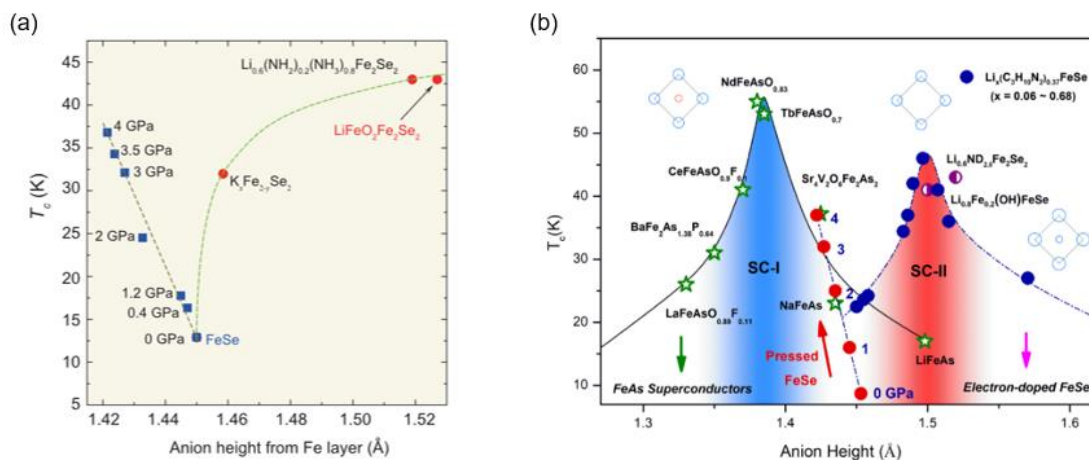 (a)
T_c (K)
45
40
35
30
25
20
15
10
1.42
1.44
1.46
1.48
1.50
1.52
Anion height from Fe layer (Å)
Li₀.₆(NH₂)₀.₂(NH₃)₀.₈Fe₂Se₂
LiFeO₂Fe₂Se₂
KₓFe₂₋ᵧSe₂
4 GPa
3.5 GPa
3 GPa
2 GPa
1.2 GPa
0.4 GPa
0 GPa
FeSe
(b)
T_c(K)
60
50
40
30
20
10
1.3
1.4
1.5
1.6
Anion Height (Å)
NdFeAsO₀.₈₃
TbFeAsO₀.₇
Liₓ(C₃H₁₀N₂)₀.₃₇FeSe
(x = 0.06 ~ 0.68)
CeFeAsO₀.₉F₀.₁
Sr₄V₂O₆Fe₂As₂
Li₀.₆ND₂.₈Fe₂Se₂
Li₀.₈Fe₀.₂(OH)FeSe
BaFe₂As₁.₃₆P₀.₆₄
4
3
SC-I
SC-II
2
NaFeAs
LaFeAsO₀.₈₉F₀.₁₁
1
LiFeAs
Pressed
FeSe
0 GPa
FeAs Superconductors
Electron-doped FeSe